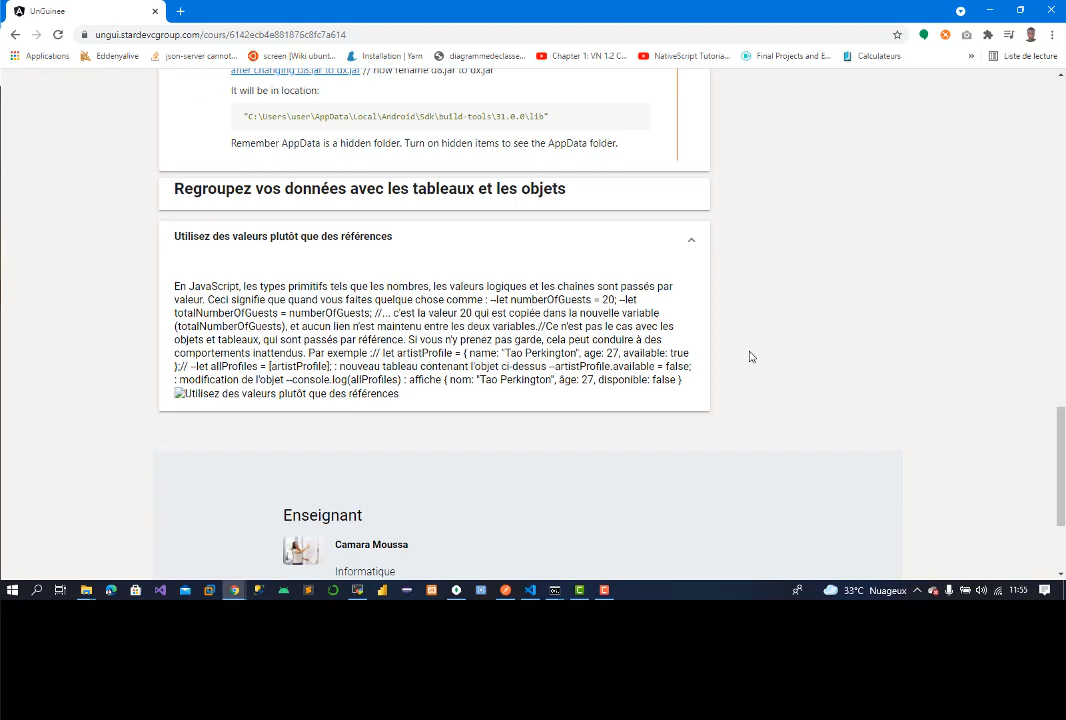 UnGuinee
ungui.stardevcgroup.com/cours/6142ecb4e881876c8fc7a614
Applications
Eddenyalive
json-server cannot...
screen [Wiki ubunt...
Installation | Yarn
diagrammedeclasse...
Chapter 1: VN 1.2 C...
NativeScript Tutoria...
Final Projects and E...
Calculateurs
»
Liste de lecture
after changing d8.jar to dx.jar // now rename d8.jar to dx.jar
It will be in location:
"C:\Users\user\AppData\Local\Android\Sdk\build-tools\31.0.0\lib"
Remember AppData is a hidden folder. Turn on hidden items to see the AppData folder.
Regroupez vos données avec les tableaux et les objets
Utilisez des valeurs plutôt que des références
En JavaScript, les types primitifs tels que les nombres, les valeurs logiques et les chaînes sont passés par
valeur. Ceci signifie que quand vous faites quelque chose comme : --let numberOfGuests = 20; --let
totalNumberOfGuests = numberOfGuests; //... c'est la valeur 20 qui est copiée dans la nouvelle variable
(totalNumberOfGuests), et aucun lien n'est maintenu entre les deux variables.//Ce n'est pas le cas avec les
objets et tableaux, qui sont passés par référence. Si vous n'y prenez pas garde, cela peut conduire à des
comportements inattendus. Par exemple :// let artistProfile = { name: "Tao Perkington", age: 27, available: true
};// --let allProfiles = [artistProfile]; : nouveau tableau contenant l'objet ci-dessus --artistProfile.available = false;
: modification de l'objet --console.log(allProfiles) : affiche { nom: "Tao Perkington", âge: 27, disponible: false }
Utilisez des valeurs plutôt que des références
Enseignant
Camara Moussa
Informatique
33°C Nuageux
11:55